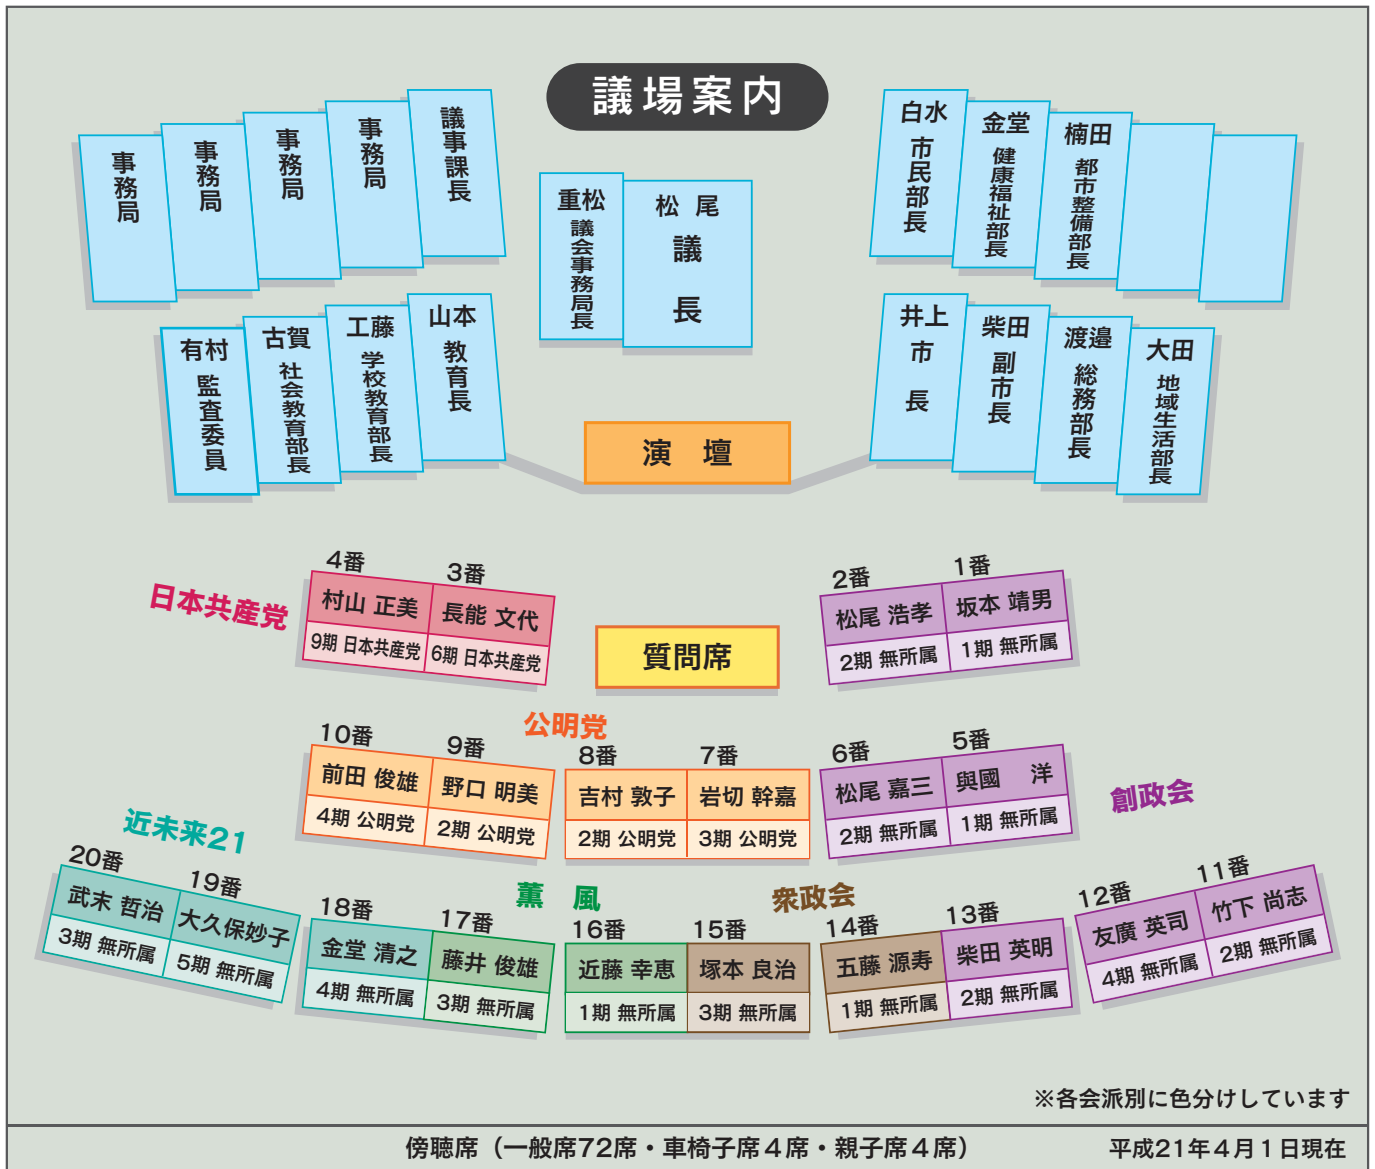 議場案内
事務局
事務局
事務局
事務局
議事課長
重松
議会事務局長
松 尾
議 長
白水
市民部長
金堂
健康福祉部長
楠田
都市整備部長
有村
監査委員
古賀
社会教育部長
工藤
学校教育部長
山本
教育長
井上
市 長
柴田
副市長
渡邉
総務部長
大田
地域生活部長
演 壇
日本共産党
4番
村山 正美
9期 日本共産党
3番
長能 文代
6期 日本共産党
質問席
2番
松尾 浩孝
2期 無所属
1番
坂本 靖男
1期 無所属
公明党
10番
前田 俊雄
4期 公明党
9番
野口 明美
2期 公明党
8番
吉村 敦子
2期 公明党
7番
岩切 幹嘉
3期 公明党
6番
松尾 嘉三
2期 無所属
5番
與國 洋
1期 無所属
創政会
近未来21
20番
武末 哲治
3期 無所属
19番
大久保妙子
5期 無所属
18番
金堂 清之
4期 無所属
薫 風
17番
藤井 俊雄
3期 無所属
16番
近藤 幸恵
1期 無所属
衆政会
15番
塚本 良治
3期 無所属
14番
五藤 源寿
1期 無所属
13番
柴田 英明
2期 無所属
12番
友廣 英司
4期 無所属
11番
竹下 尚志
2期 無所属
※各会派別に色分けしています
傍聴席（一般席72席・車椅子席４席・親子席４席）
平成21年４月１日現在